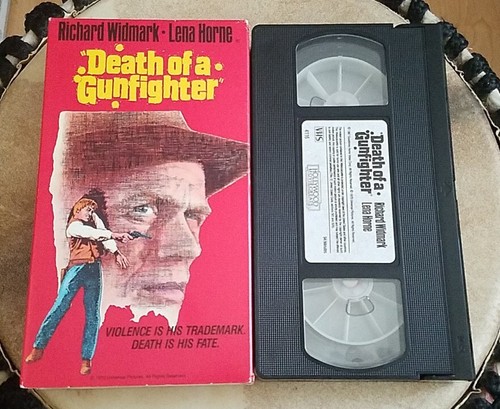 Richard Widmark • Lena Horne
"Death of a
Gunfighter"
VIOLENCE IS HIS TRADEMARK.
DEATH IS HIS FATE.
VHS
Death of a
Gunfighter
Richard Widmark
Lena Horne